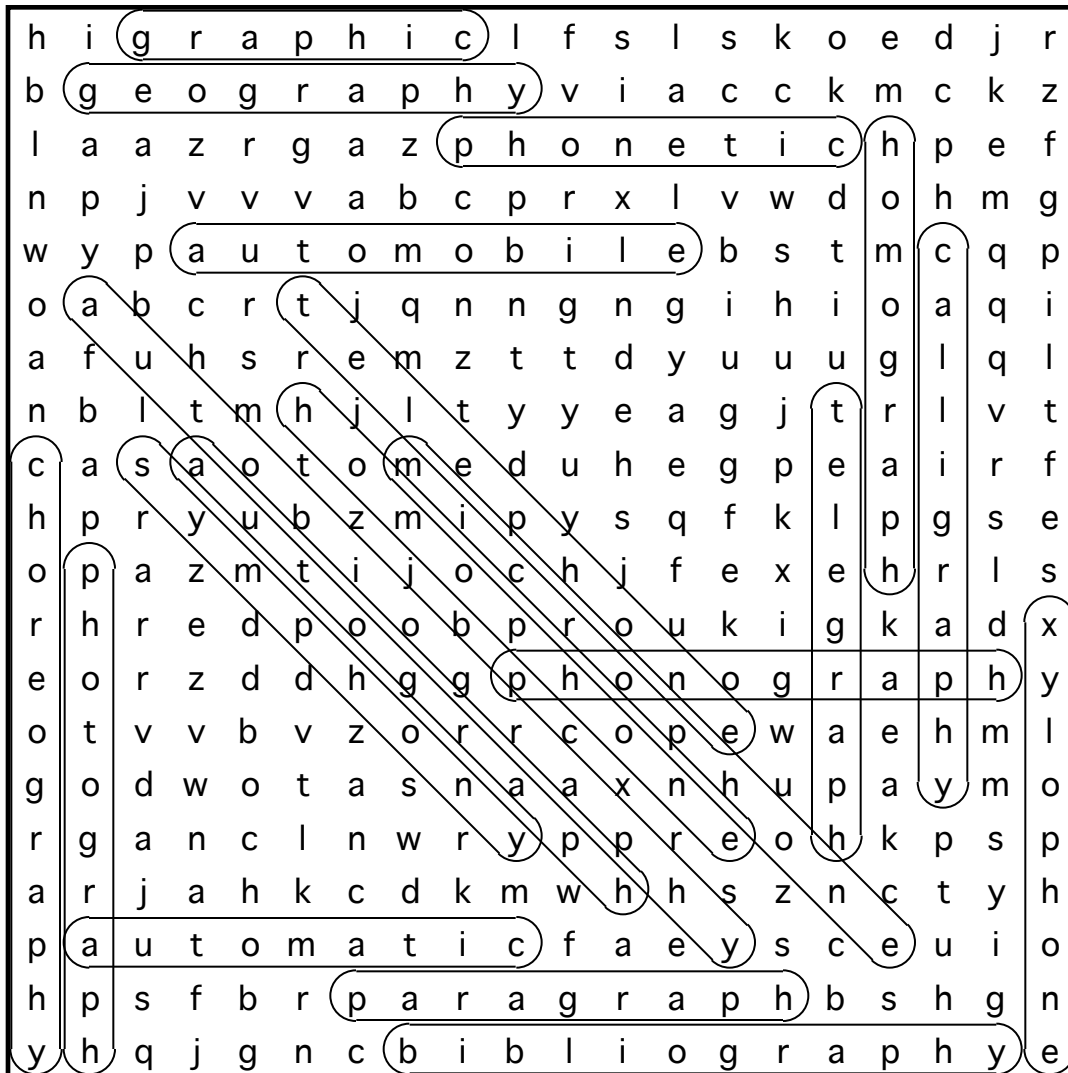 h i g r a p h i c l f s l s k o e d j r
b g e o g r a p h y v i a c c k m c k z
l a a z r g a z p h o n e t i c h p e f
n p j v v v a b c p r x l v w d o h m g
w y p a u t o m o b i l e b s t m c q p
o a b c r t j q n n g n g i h i o a q i
a f u h s r e m z t t d y u u u g l q l
n b l t m h j l t y y e a g j t r l v t
c a s a o t o m e d u h e g p e a i r f
h p r y u b z m i p y s q f k l p g s e
o p a z m t i j o c h j f e x e h r l s
r h r e d p o o b p r o u k i g k a d x
e o r z d d h g g p h o n o g r a p h y
o t v v b v z o r r c o p e w a e h m l
g o d w o t a s n a a x n h u p a y m o
r g a n c l n w r y p p r e o h k p s p
a r j a h k c d k m w h h s z n c t y h
p a u t o m a t i c f a e y s c e u i o
h p s f b r p a r a g r a p h b s h g n
y h q j g n c b i b l i o g r a p h y e